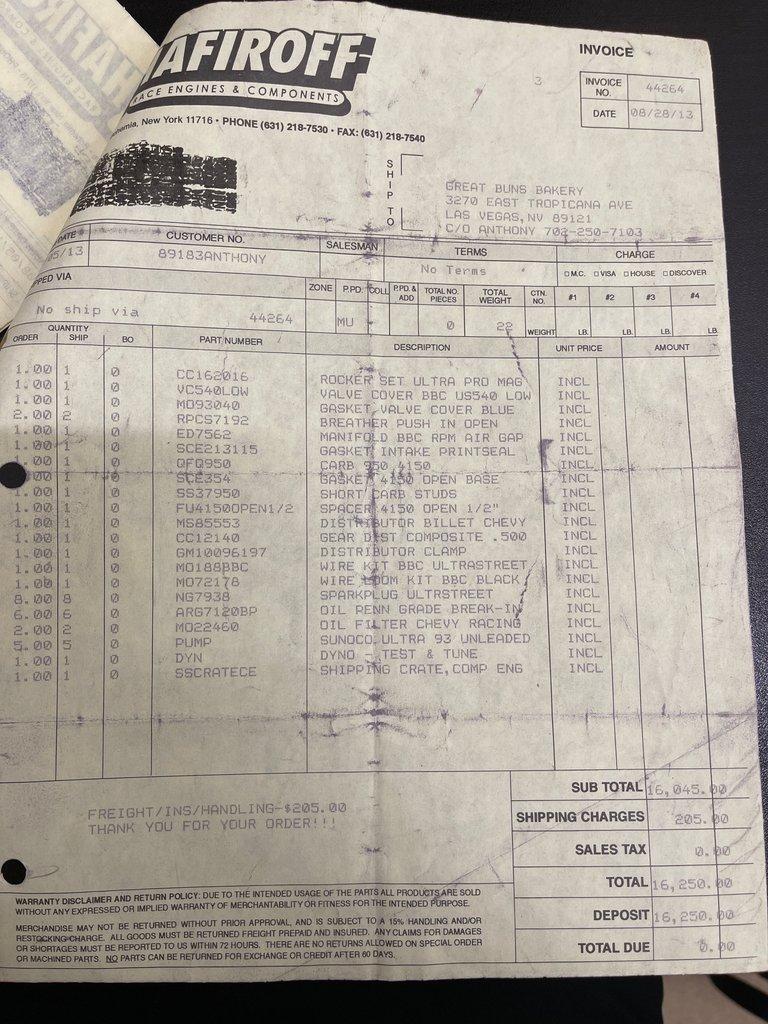 HAFIROFF
RACE ENGINES & COMPONENTS
New York 11716 • PHONE (631) 218-7530 • FAX: (631) 218-7540
INVOICE
3
INVOICE NO. 44264
DATE 08/28/13
SHIP TO
GREAT BUNS BAKERY
3270 EAST TROPICANA AVE
LAS VEGAS, NV 89121
C/O ANTHONY 702-250-7103
DATE CUSTOMER NO. SALESMAN TERMS CHARGE
/13 89183ANTHONY No Terms □ M.C. □ VISA □ HOUSE □ DISCOVER
PPED VIA ZONE P.PD. COLL P.PD. & ADD TOTAL NO. PIECES TOTAL WEIGHT CTN. NO. #1 #2 #3 #4
No ship via 44264 MU - 0 22 WEIGHT LB. LB. LB. LB.
QUANTITY
ORDER SHIP BO PART NUMBER DESCRIPTION UNIT PRICE AMOUNT
1.00 1 0 CC162016 ROCKER SET ULTRA PRO MAG INCL
1.00 1 0 VC540LOW VALVE COVER BBC US540 LOW INCL
1.00 1 0 MO93040 GASKET VALVE COVER BLUE INCL
2.00 2 0 RPCS7192 BREATHER PUSH IN OPEN INCL
1.00 1 0 ED7562 MANIFOLD BBC RPM AIR GAP INCL
1.00 1 0 SCE213115 GASKET INTAKE PRINTSEAL INCL
1.00 1 0 QFQ950 CARB 950 4150 INCL
1.00 1 0 SCE354 GASKET 4150 OPEN BASE INCL
1.00 1 0 SS37950 SHORT CARB STUDS INCL
1.00 1 0 FU4150OPEN1/2 SPACER 4150 OPEN 1/2" INCL
1.00 1 0 MS85553 DISTRIBUTOR BILLET CHEVY INCL
1.00 1 0 CC12140 GEAR DIST COMPOSITE .500 INCL
1.00 1 0 GM10096197 DISTRIBUTOR CLAMP INCL
1.00 1 0 MO188BBC WIRE KIT BBC ULTRASTREET INCL
1.00 1 0 MO72178 WIRE LOOM KIT BBC BLACK INCL
8.00 8 0 NG7938 SPARKPLUG ULTRSTREET INCL
6.00 6 0 ARG7120BP OIL PENN GRADE BREAK-IN INCL
2.00 2 0 MO22460 OIL FILTER CHEVY RACING INCL
5.00 5 0 PUMP SUNOCO ULTRA 93 UNLEADED INCL
1.00 1 0 DYN DYNO - TEST & TUNE INCL
1.00 1 0 SSCRATECE SHIPPING CRATE, COMP ENG INCL
FREIGHT/INS/HANDLING-$205.00
THANK YOU FOR YOUR ORDER!!!
SUB TOTAL 16,045.00
SHIPPING CHARGES 205.00
SALES TAX 0.00
TOTAL 16,250.00
DEPOSIT 16,250.00
TOTAL DUE 0.00
WARRANTY DISCLAIMER AND RETURN POLICY: DUE TO THE INTENDED USAGE OF THE PARTS ALL PRODUCTS ARE SOLD
WITHOUT ANY EXPRESSED OR IMPLIED WARRANTY OF MERCHANTABILITY OR FITNESS FOR THE INTENDED PURPOSE.
MERCHANDISE MAY NOT BE RETURNED WITHOUT PRIOR APPROVAL, AND IS SUBJECT TO A 15% HANDLING AND/OR
RESTOCKING CHARGE. ALL GOODS MUST BE RETURNED FREIGHT PREPAID AND INSURED. ANY CLAIMS FOR DAMAGES
OR SHORTAGES MUST BE REPORTED TO US WITHIN 72 HOURS. THERE ARE NO RETURNS ALLOWED ON SPECIAL ORDER
OR MACHINED PARTS. NO PARTS CAN BE RETURNED FOR EXCHANGE OR CREDIT AFTER 60 DAYS.